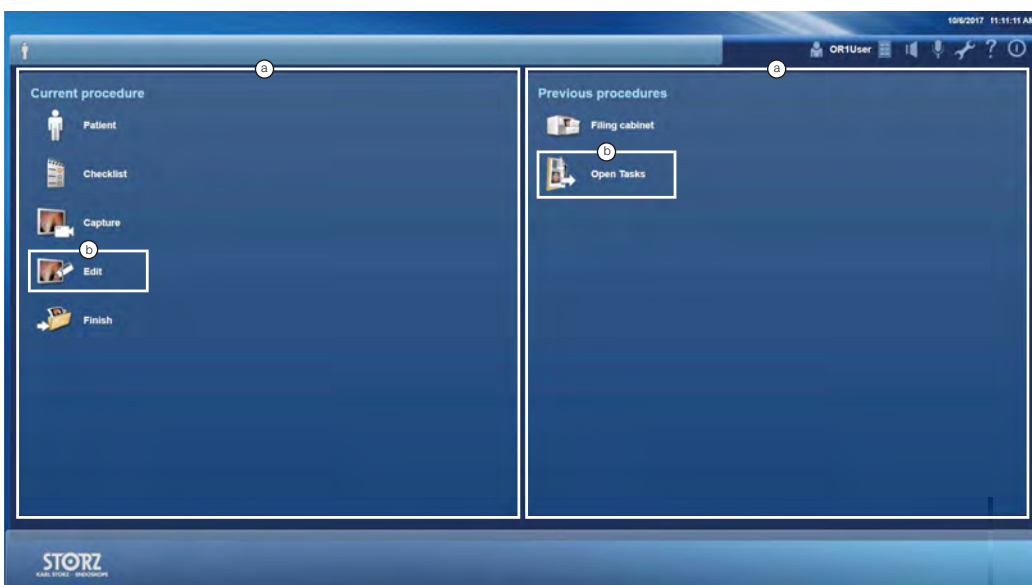 10/6/2017 11:11:11 AM
OR1User
?
a
a
Current procedure
Patient
Checklist
Capture
b
Edit
Finish
Previous procedures
Filing cabinet
b
Open Tasks
STORZ
KARL STORZ - ENDOSKOPE